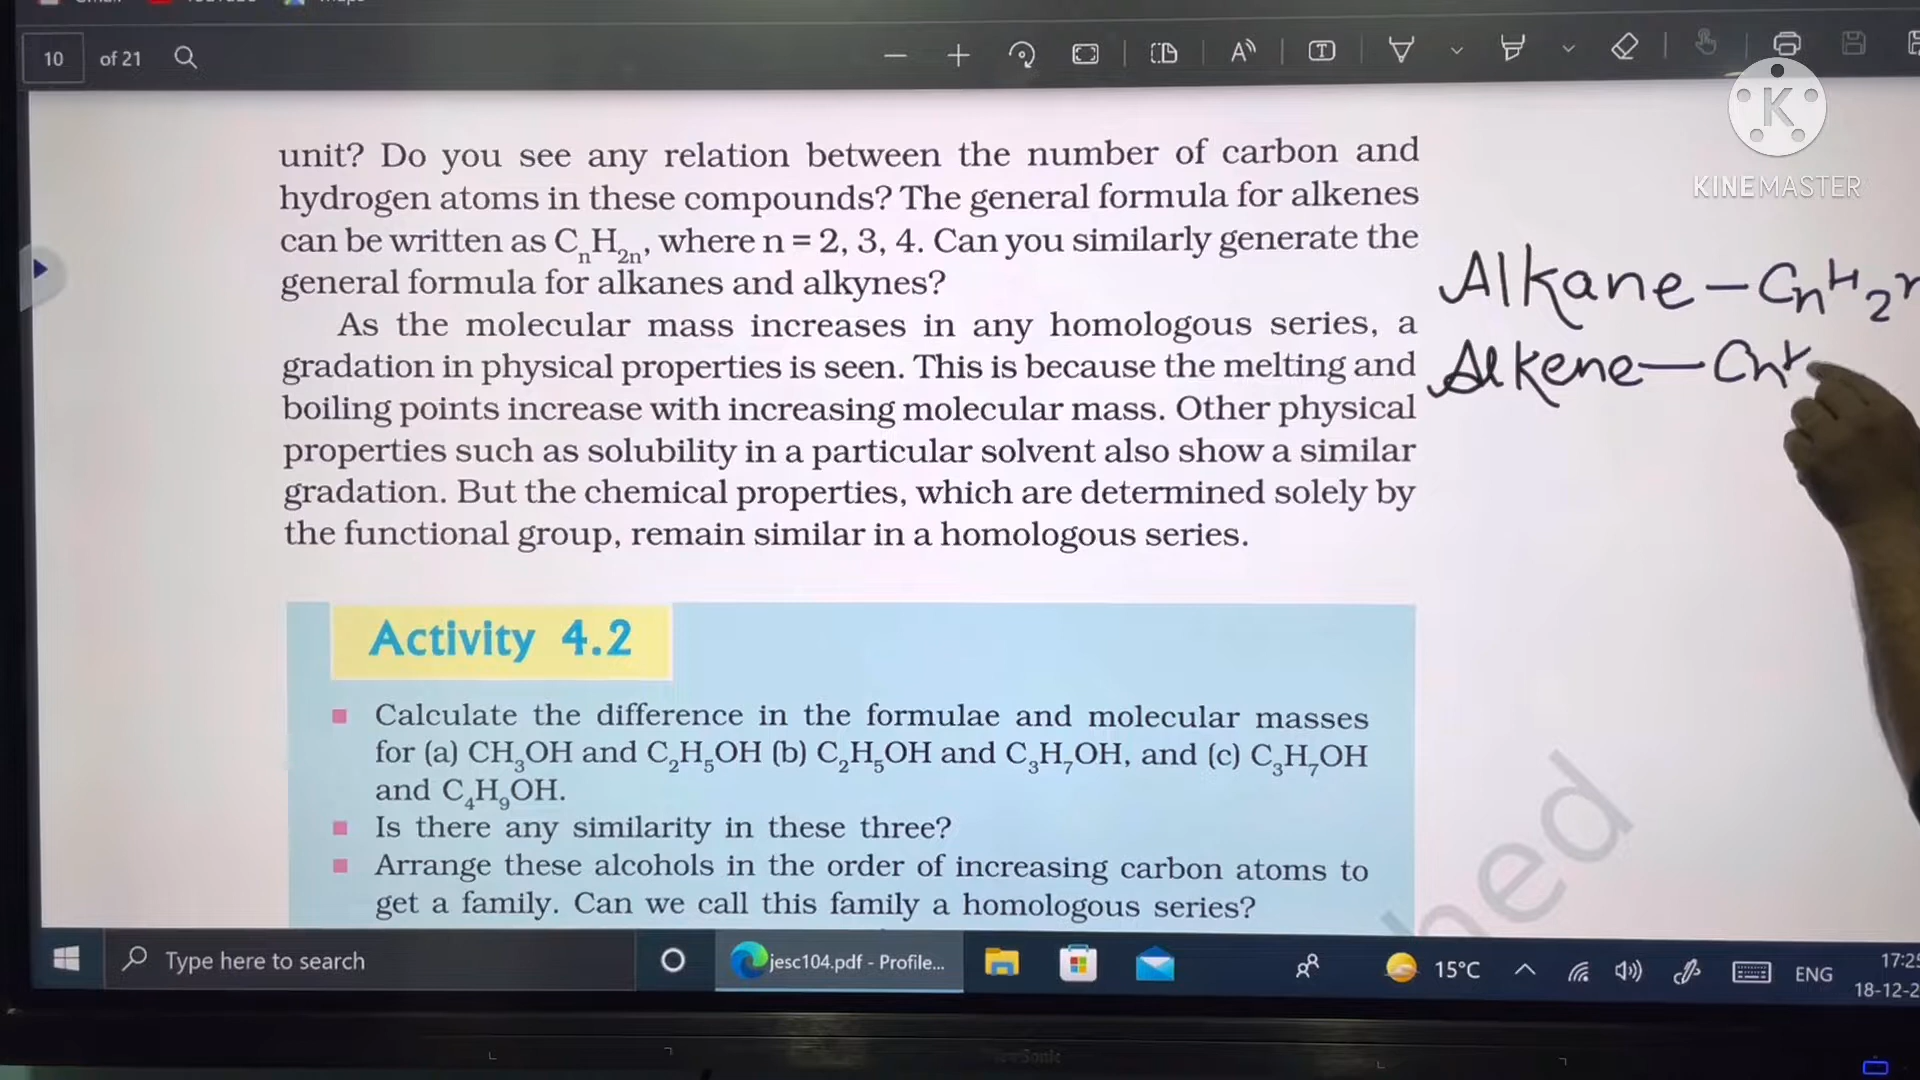 10 of 21
KINEMASTER
unit? Do you see any relation between the number of carbon and
hydrogen atoms in these compounds? The general formula for alkenes
can be written as CₙH₂ₙ, where n = 2, 3, 4. Can you similarly generate the
general formula for alkanes and alkynes?
As the molecular mass increases in any homologous series, a
gradation in physical properties is seen. This is because the melting and
boiling points increase with increasing molecular mass. Other physical
properties such as solubility in a particular solvent also show a similar
gradation. But the chemical properties, which are determined solely by
the functional group, remain similar in a homologous series.
Alkane – CnH2n
Alkene – CnH
Activity 4.2
Calculate the difference in the formulae and molecular masses
for (a) CH₃OH and C₂H₅OH (b) C₂H₅OH and C₃H₇OH, and (c) C₃H₇OH
and C₄H₉OH.
Is there any similarity in these three?
Arrange these alcohols in the order of increasing carbon atoms to
get a family. Can we call this family a homologous series?
hed
Type here to search
jesc104.pdf - Profile...
15°C
ENG
17:25
18-12-2
ViewSonic